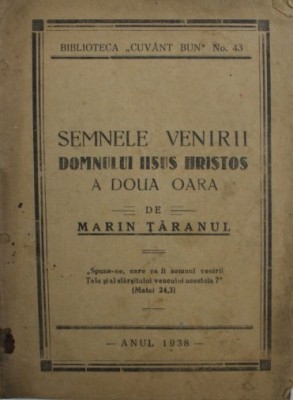 BIBLIOTECA „CUVÂNT BUN" No. 43
SEMNELE VENIRII
DOMNULUI IISUS HRISTOS
A DOUA OARA
DE
MARIN ȚĂRANUL
„Spune-ne, care va fi semnul venirii
Tale și al sfârșitului veacului acestuia ?"
(Matei 24,3)
— ANUL 1938 —